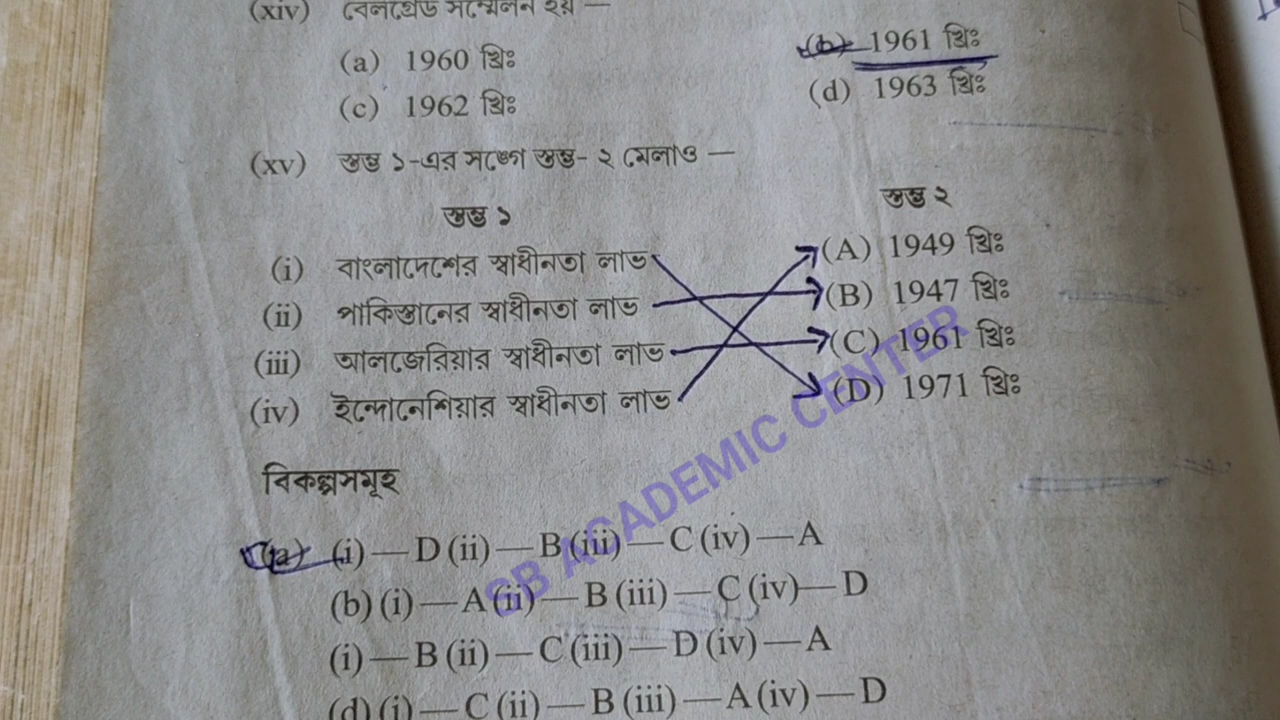 (xiv) বেলগ্রেড সম্মেলন হয় —
(a) 1960 খ্রিঃ (b) 1961 খ্রিঃ
(c) 1962 খ্রিঃ (d) 1963 খ্রিঃ
(xv) স্তম্ভ ১-এর সঙ্গে স্তম্ভ- ২ মেলাও —
স্তম্ভ ১ স্তম্ভ ২
(i) বাংলাদেশের স্বাধীনতা লাভ (A) 1949 খ্রিঃ
(ii) পাকিস্তানের স্বাধীনতা লাভ (B) 1947 খ্রিঃ
(iii) আলজেরিয়ার স্বাধীনতা লাভ (C) 1961 খ্রিঃ
(iv) ইন্দোনেশিয়ার স্বাধীনতা লাভ (D) 1971 খ্রিঃ
বিকল্পসমূহ
(a) (i) — D (ii) — B (iii) — C (iv) — A
(b) (i) — A (ii) — B (iii) — C (iv) — D
(i) — B (ii) — C (iii) — D (iv) — A
(d) (i) — C (ii) — B (iii) — A (iv) — D
SB ACADEMIC CENTER